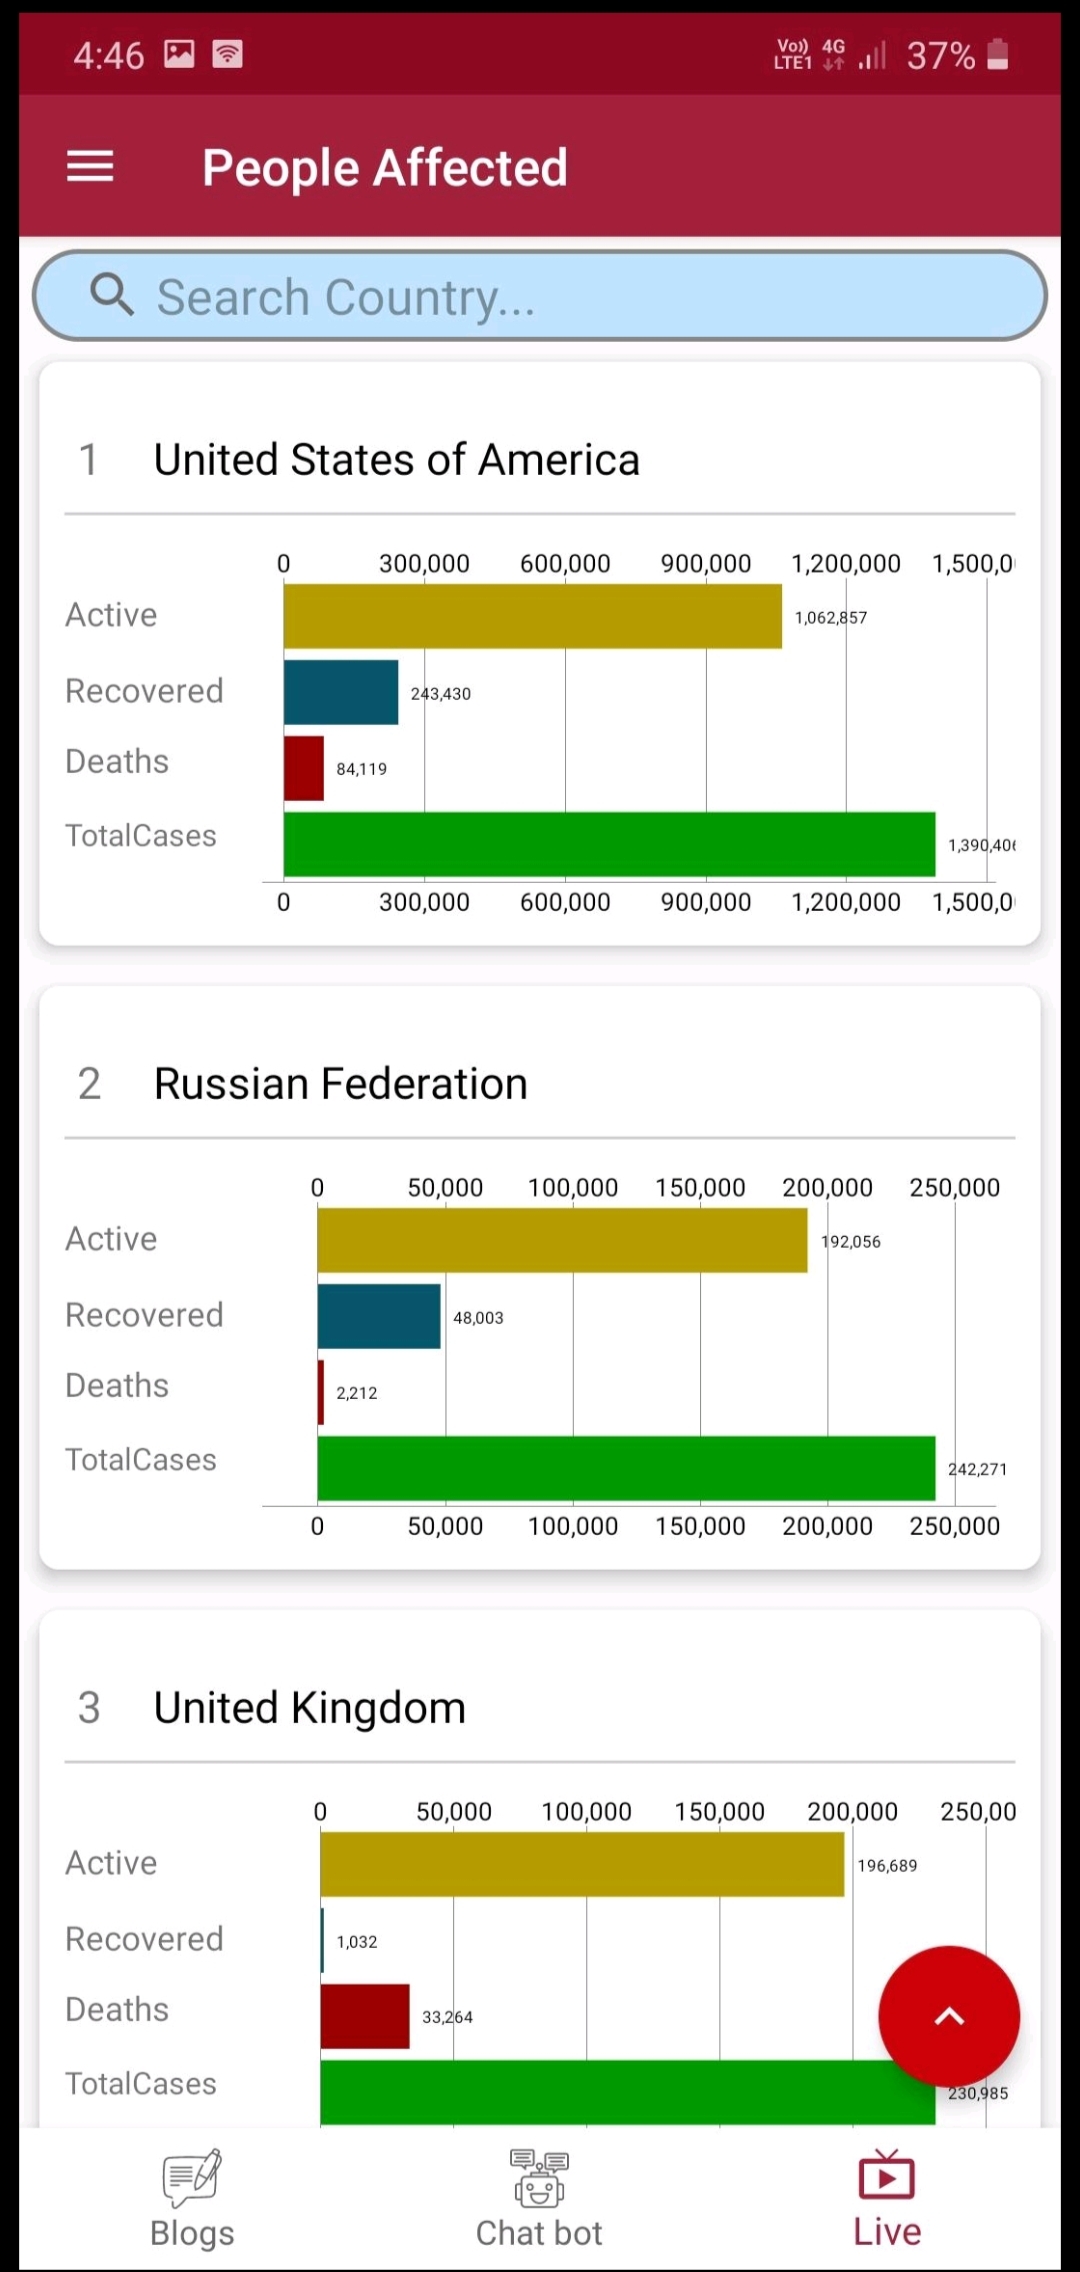 4:46 Vo)) LTE1 4G 37%
People Affected
Search Country...
1 United States of America
0 300,000 600,000 900,000 1,200,000 1,500,0
Active 1,062,857
Recovered 243,430
Deaths 84,119
TotalCases 1,390,406
0 300,000 600,000 900,000 1,200,000 1,500,0
2 Russian Federation
0 50,000 100,000 150,000 200,000 250,000
Active 192,056
Recovered 48,003
Deaths 2,212
TotalCases 242,271
0 50,000 100,000 150,000 200,000 250,000
3 United Kingdom
0 50,000 100,000 150,000 200,000 250,00
Active 196,689
Recovered 1,032
Deaths 33,264
TotalCases 230,985
Blogs Chat bot Live